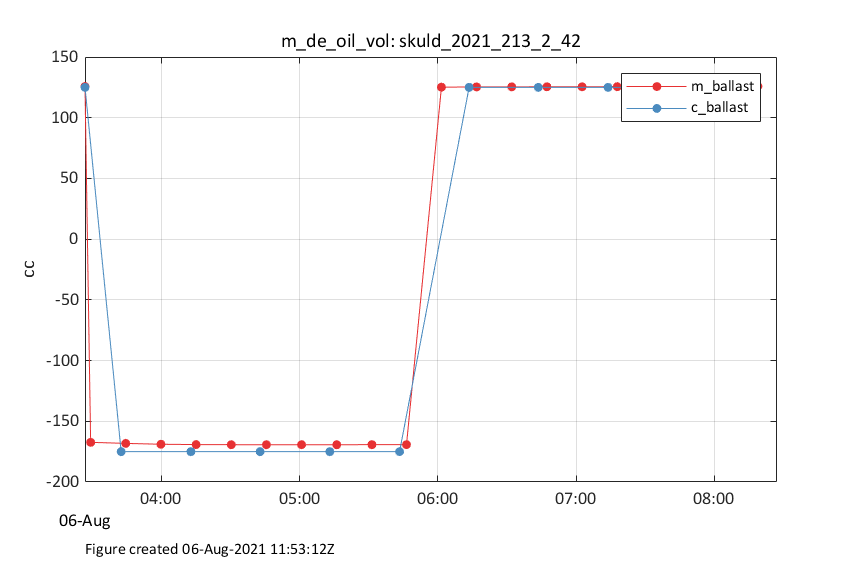 m_de_oil_vol: skuld_2021_213_2_42
150
100
50
0
-50
-100
-150
-200
cc
m_ballast
c_ballast
04:00
05:00
06:00
07:00
08:00
06-Aug
Figure created 06-Aug-2021 11:53:12Z